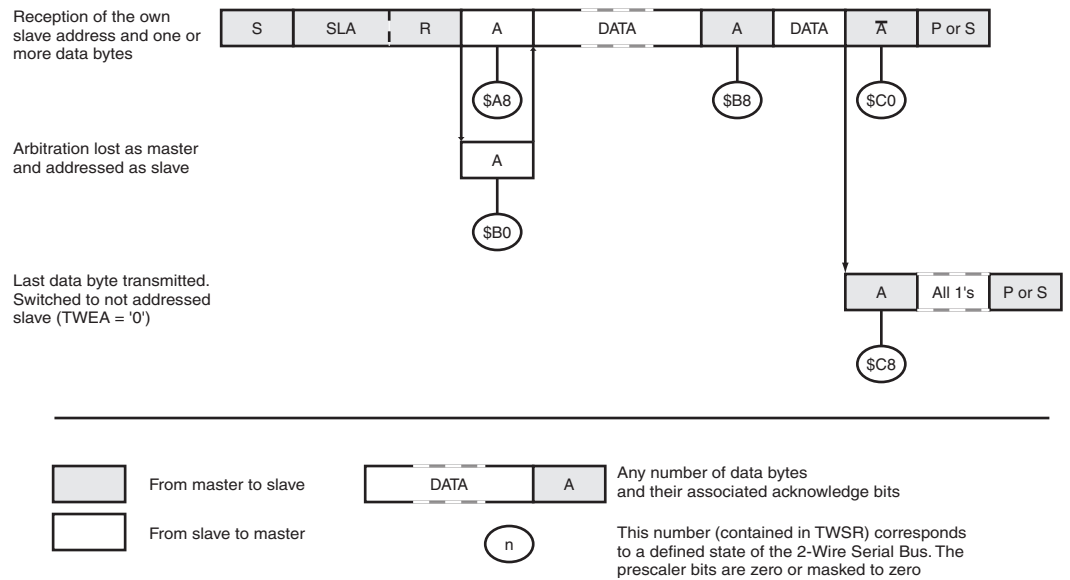 Reception of the own
slave address and one or
more data bytes
S SLA R A DATA A DATA A̅ P or S
$A8 $B8 $C0
Arbitration lost as master
and addressed as slave
A
$B0
Last data byte transmitted.
Switched to not addressed
slave (TWEA = '0')
A All 1's P or S
$C8
From master to slave
From slave to master
DATA A
Any number of data bytes
and their associated acknowledge bits
n
This number (contained in TWSR) corresponds
to a defined state of the 2-Wire Serial Bus. The
prescaler bits are zero or masked to zero